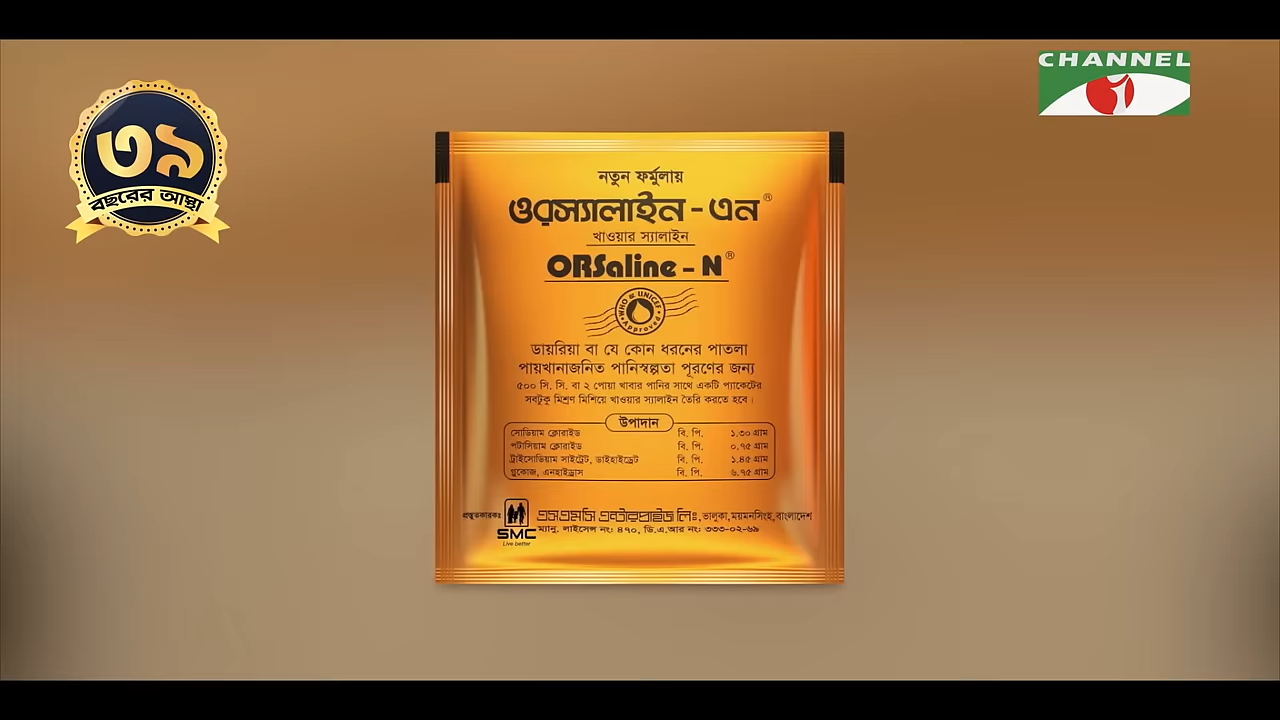 ৩৯
বছরের আস্থা
CHANNEL
নতুন ফর্মুলায়
ওরস্যালাইন - এন®
খাওয়ার স্যালাইন
ORSaline - N®
WHO & UNICEF
Approved
ডায়রিয়া বা যে কোন ধরনের পাতলা
পায়খানাজনিত পানিস্বল্পতা পূরণের জন্য
৫০০ সি. সি. বা ২ পোয়া খাবার পানির সাথে একটি প্যাকেটের
সবটুকু মিশ্রণ মিশিয়ে খাওয়ার স্যালাইন তৈরি করতে হবে।
উপাদান
সোডিয়াম ক্লোরাইড বি. পি. ১.৩০ গ্রাম
পটাসিয়াম ক্লোরাইড বি. পি. ০.৭৫ গ্রাম
ট্রাইসোডিয়াম সাইট্রেট, ডাইহাইড্রেট বি. পি. ১.৪৫ গ্রাম
গ্লুকোজ, এনহাইড্রাস বি. পি. ৬.৭৫ গ্রাম
প্রস্তুতকারকঃ এসএমসি এন্টারপ্রাইজ লিঃ, ভালুকা, ময়মনসিংহ, বাংলাদেশ
ম্যানু. লাইসেন্স নং: ৪৭০, ডি.এ.আর নং: ৩৩৩-০২-৬৯
SMC
Live better